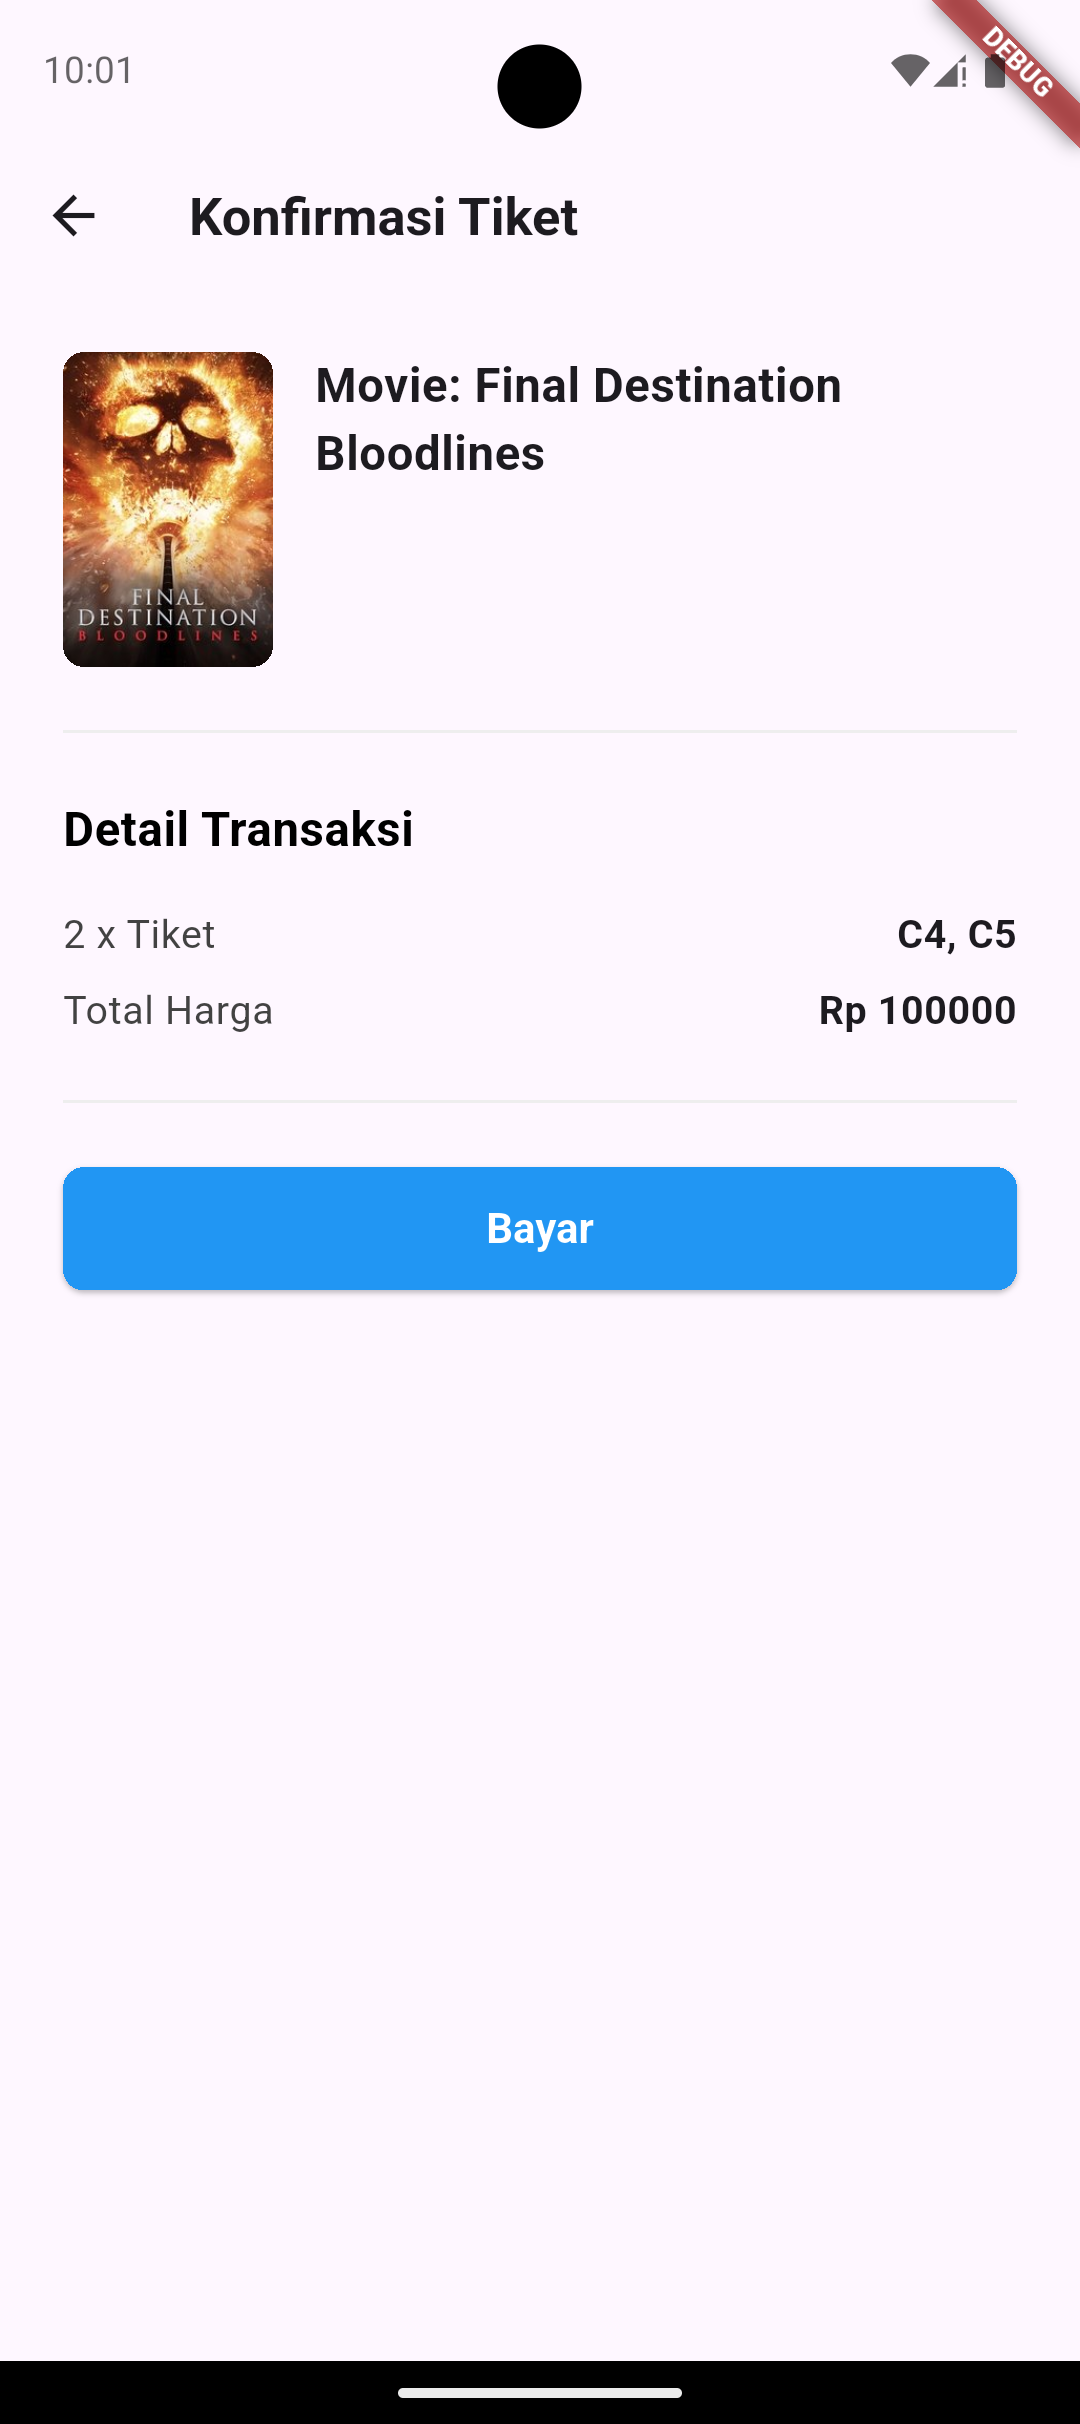 10:01
DEBUG
Konfirmasi Tiket
Movie: Final Destination
Bloodlines
FINAL
DESTINATION
BLOODLINES
Detail Transaksi
2 x Tiket C4, C5
Total Harga Rp 100000
Bayar